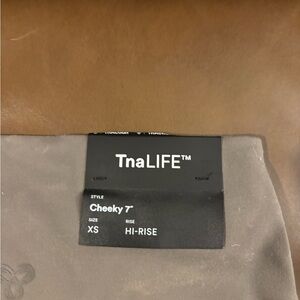 TnaLIFE™
STYLE
Cheeky 7"
SIZE RISE
XS HI-RISE